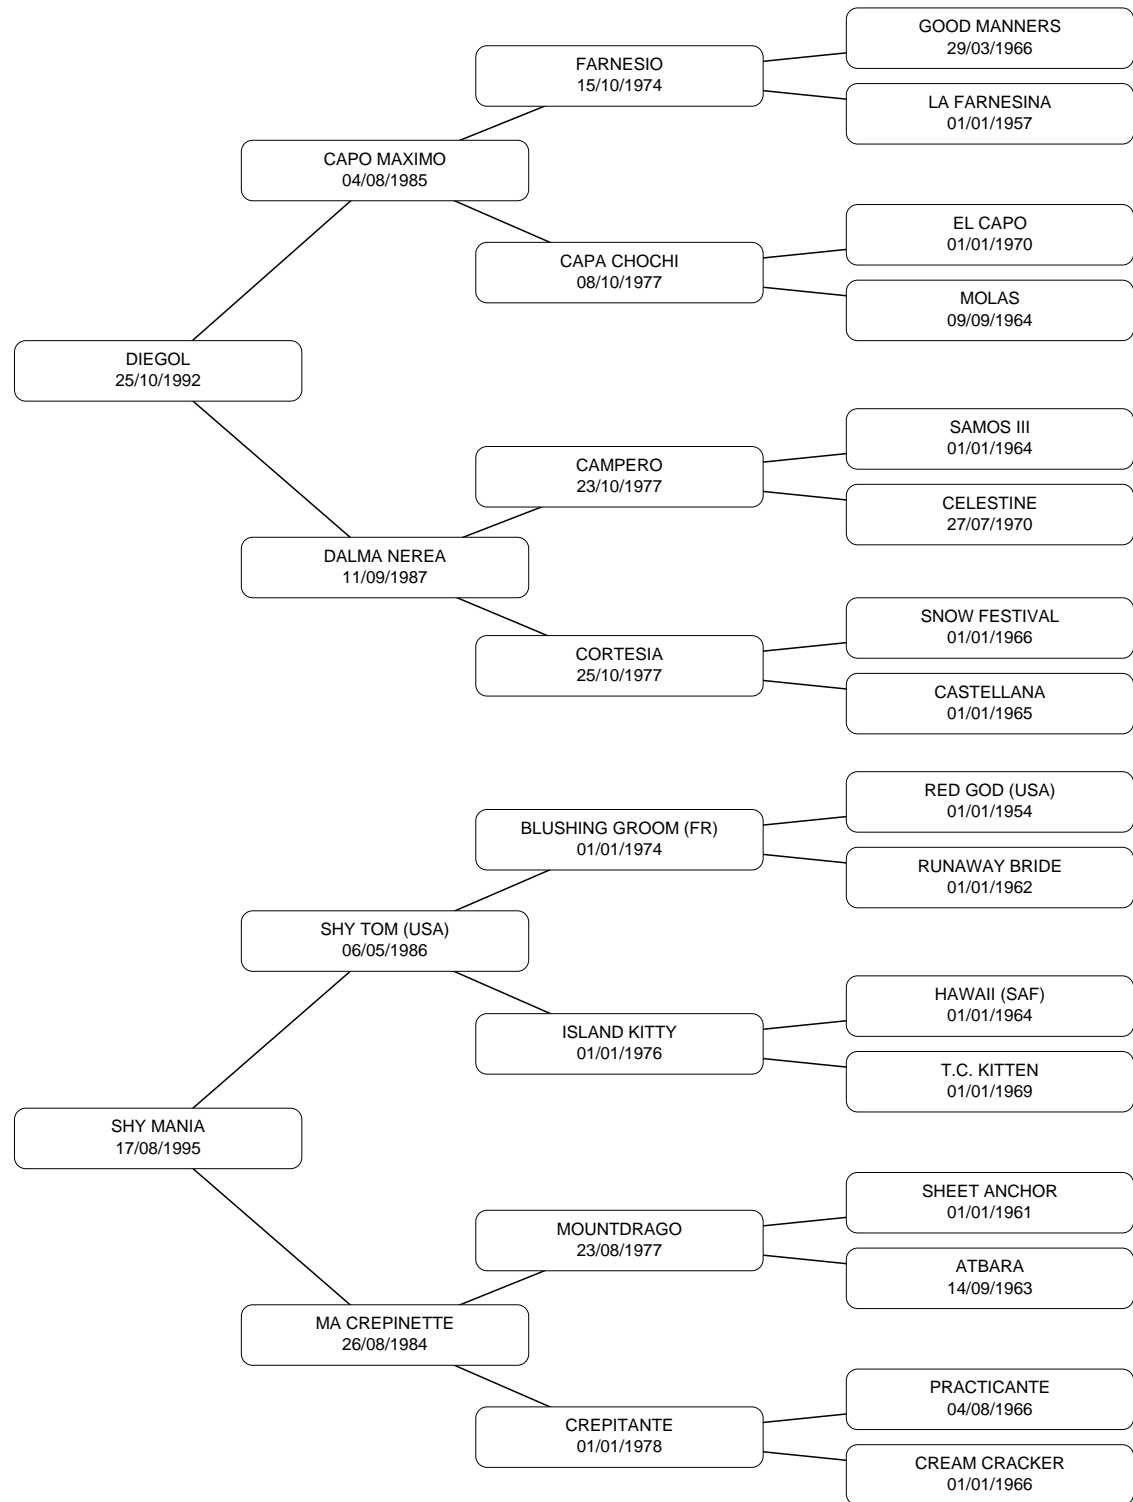 GOOD MANNERS
29/03/1966
FARNESIO
15/10/1974
LA FARNESINA
01/01/1957
CAPO MAXIMO
04/08/1985
EL CAPO
01/01/1970
CAPA CHOCHI
08/10/1977
MOLAS
09/09/1964
DIEGOL
25/10/1992
SAMOS III
01/01/1964
CAMPERO
23/10/1977
CELESTINE
27/07/1970
DALMA NEREA
11/09/1987
SNOW FESTIVAL
01/01/1966
CORTESIA
25/10/1977
CASTELLANA
01/01/1965
RED GOD (USA)
01/01/1954
BLUSHING GROOM (FR)
01/01/1974
RUNAWAY BRIDE
01/01/1962
SHY TOM (USA)
06/05/1986
HAWAII (SAF)
01/01/1964
ISLAND KITTY
01/01/1976
T.C. KITTEN
01/01/1969
SHY MANIA
17/08/1995
SHEET ANCHOR
01/01/1961
MOUNTDRAGO
23/08/1977
ATBARA
14/09/1963
MA CREPINETTE
26/08/1984
PRACTICANTE
04/08/1966
CREPITANTE
01/01/1978
CREAM CRACKER
01/01/1966